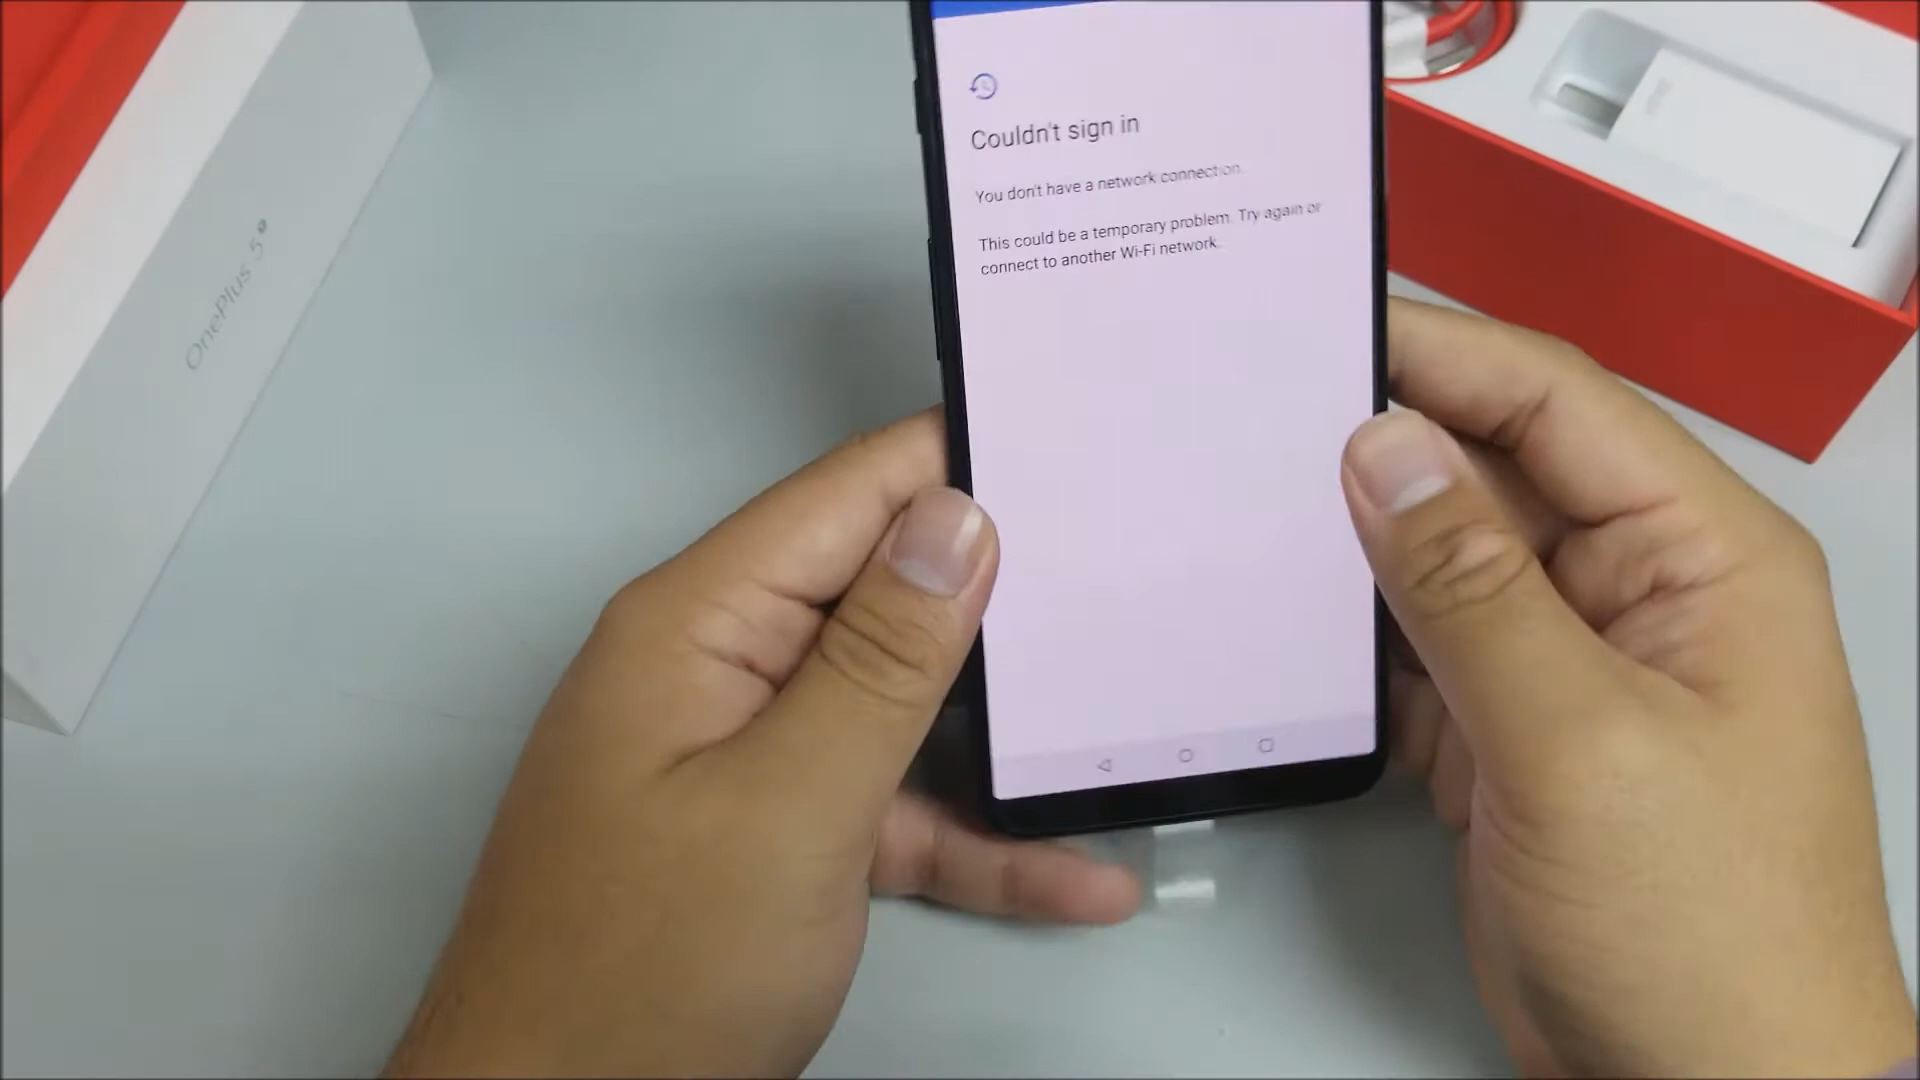 OnePlus 5T
Couldn't sign in
You don't have a network connection.
This could be a temporary problem. Try again or
connect to another Wi-Fi network.